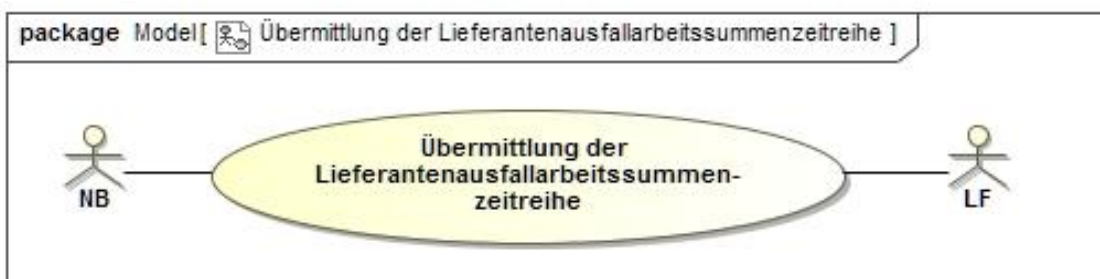 package Model[ Übermittlung der Lieferantenausfallarbeitssummenzeitreihe ]
Übermittlung der
Lieferantenausfallarbeitssummen-
zeitreihe
NB
LF